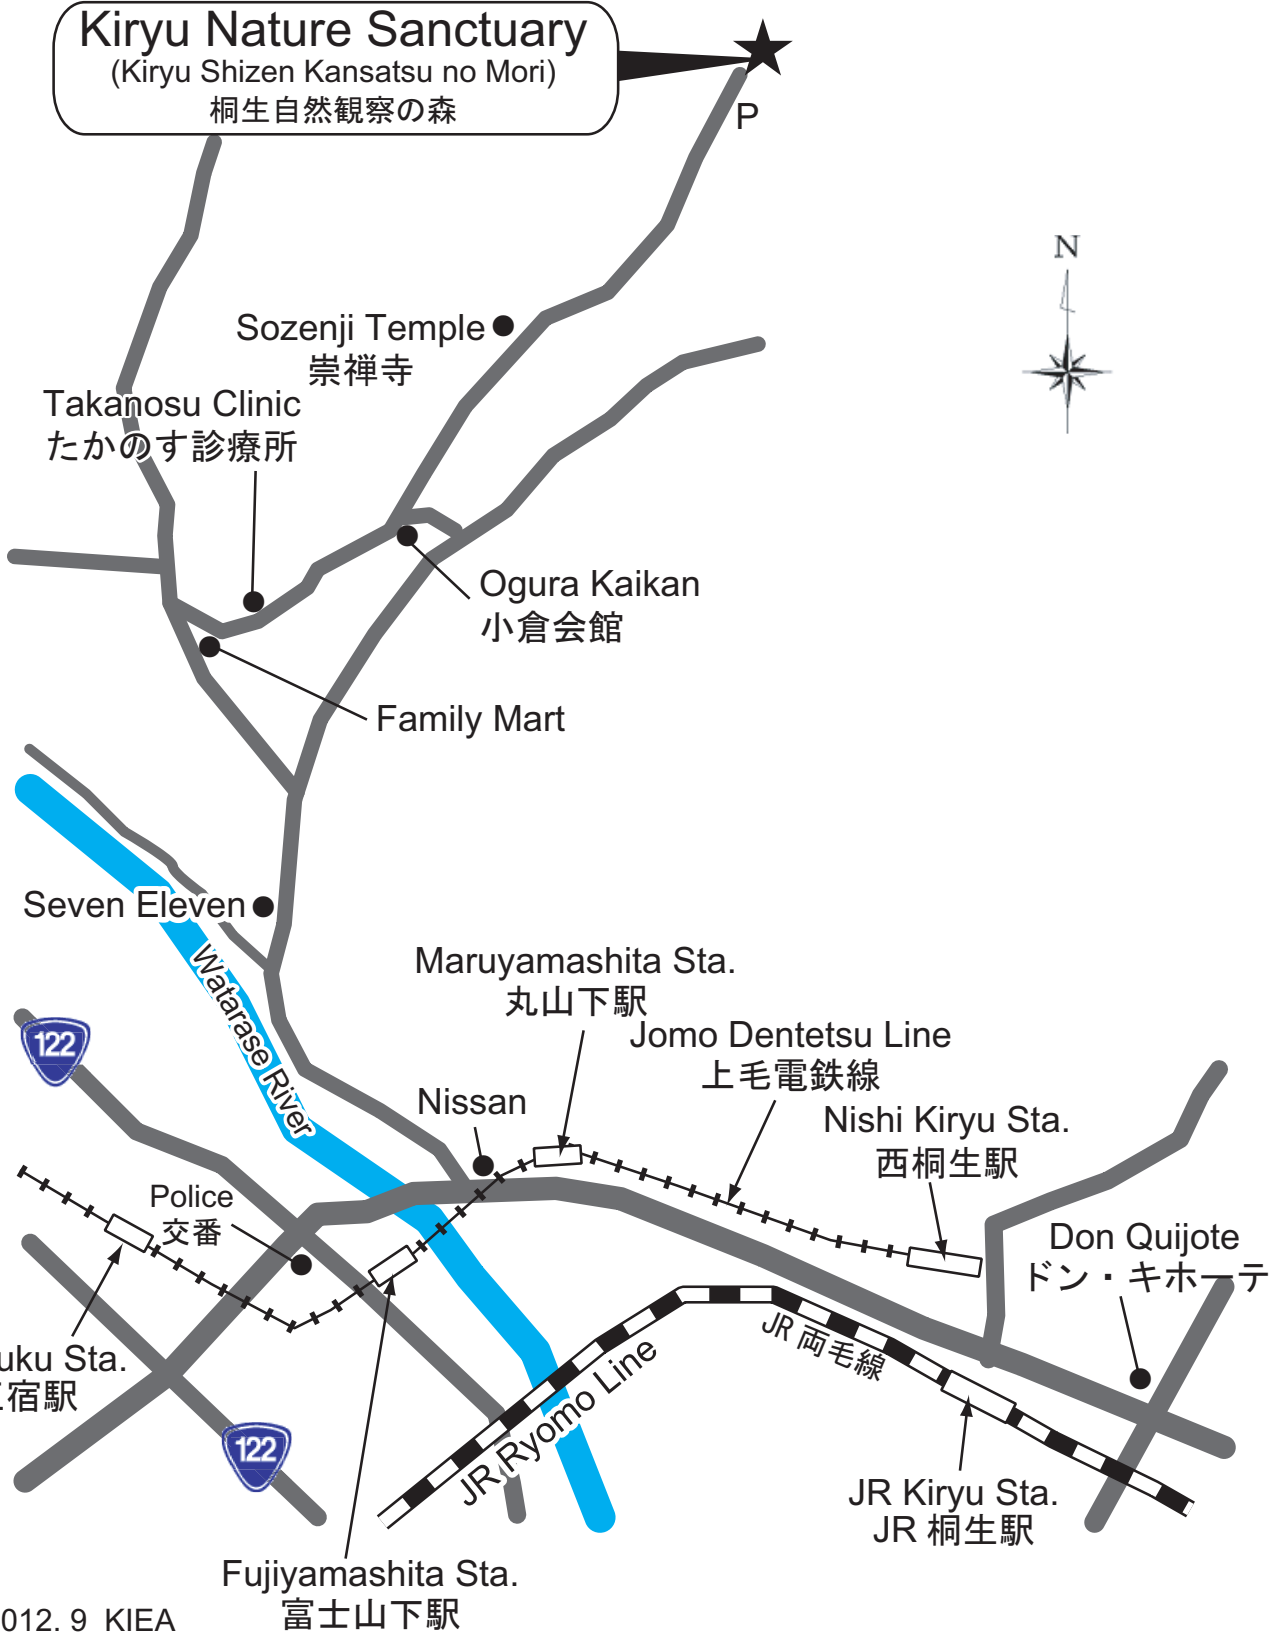 Kiryu Nature Sanctuary
(Kiryu Shizen Kansatsu no Mori)
桐生自然観察の森
P
N
Sozenji Temple
崇禅寺
Takanosu Clinic
たかのす診療所
Ogura Kaikan
小倉会館
Family Mart
Seven Eleven
Watarase River
Maruyamashita Sta.
丸山下駅
122
Jomo Dentetsu Line
上毛電鉄線
Nissan
Nishi Kiryu Sta.
西桐生駅
Police
交番
Don Quijote
ドン・キホーテ
JR 両毛線
JR Ryomo Line
uku Sta.
宿駅
122
JR Kiryu Sta.
JR 桐生駅
Fujiyamashita Sta.
富士山下駅
012. 9 KIEA